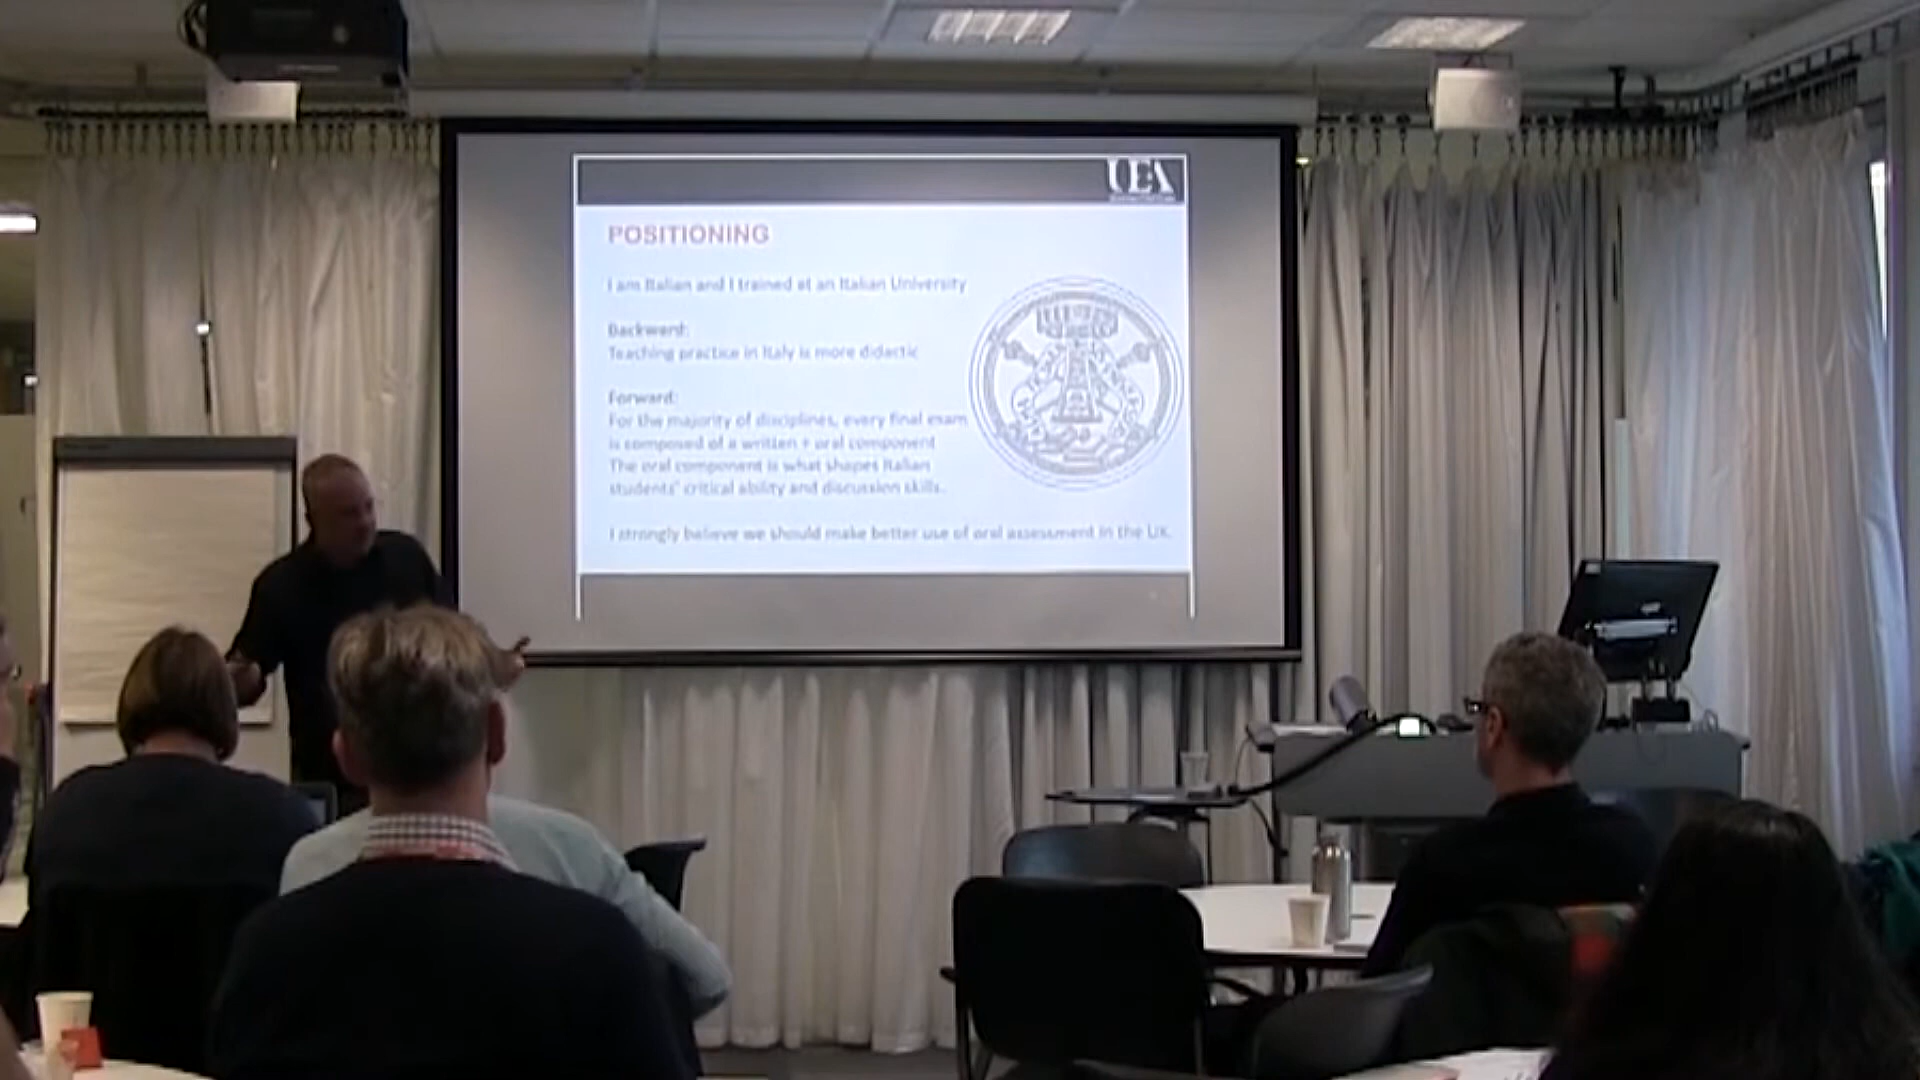 UEA
POSITIONING
I am Italian and I trained at an Italian University
Backward:
Teaching practice in Italy is more didactic
Forward:
For the majority of disciplines, every final exam
is composed of a written + oral component
The oral component is what shapes Italian
students' critical ability and discussion skills.
I strongly believe we should make better use of oral assessment in the UK.